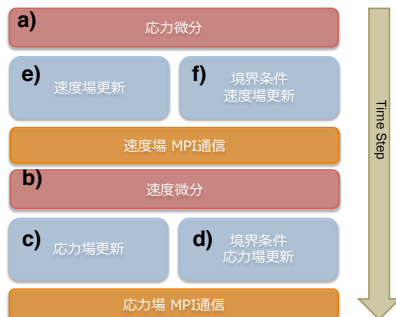 a) 応力微分
e) 速度場更新
f) 境界条件
速度場更新
速度場 MPI通信
b) 速度微分
c) 応力場更新
d) 境界条件
応力場更新
応力場 MPI通信
Time Step